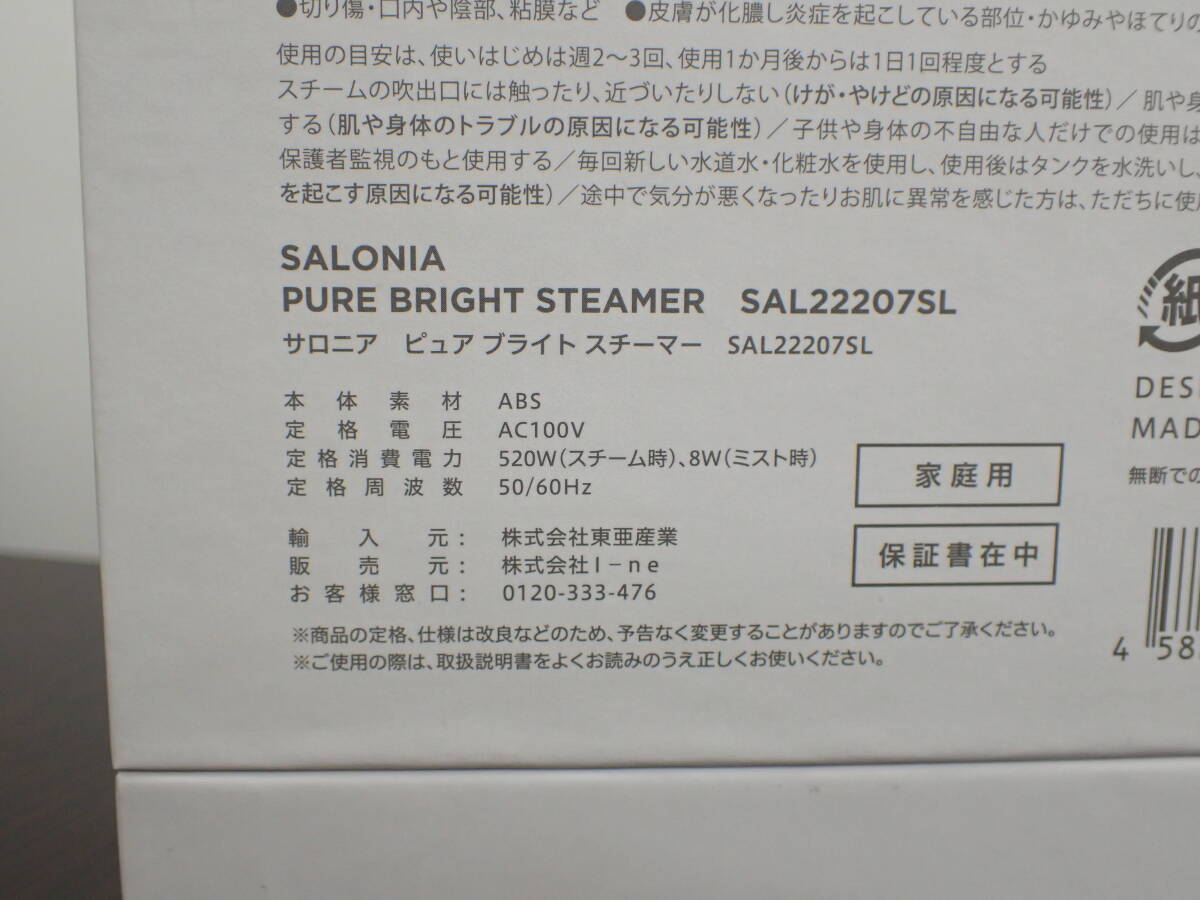 ●切り傷・口内や陰部、粘膜など　●皮膚が化膿し炎症を起こしている部位・かゆみやほてりの
使用の目安は、使いはじめは週2〜3回、使用1か月後からは1日1回程度とする
スチームの吹出口には触ったり、近づいたりしない(けが・やけどの原因になる可能性)／肌や身
する(肌や身体のトラブルの原因になる可能性)／子供や身体の不自由な人だけでの使用は
保護者監視のもと使用する／毎回新しい水道水・化粧水を使用し、使用後はタンクを水洗いし、
を起こす原因になる可能性)／途中で気分が悪くなったりお肌に異常を感じた方は、ただちに使用
SALONIA
PURE BRIGHT STEAMER　SAL22207SL
サロニア　ピュア ブライト スチーマー　SAL22207SL
本体素材　ABS
定格電圧　AC100V
定格消費電力　520W(スチーム時)、8W(ミスト時)
定格周波数　50/60Hz
輸入元：　株式会社東亜産業
販売元：　株式会社I-ne
お客様窓口：　0120-333-476
※商品の定格、仕様は改良などのため、予告なく変更することがありますのでご了承ください。
※ご使用の際は、取扱説明書をよくお読みのうえ正しくお使いください。
家庭用
保証書在中
紙
DES
MAD
無断での
4 58